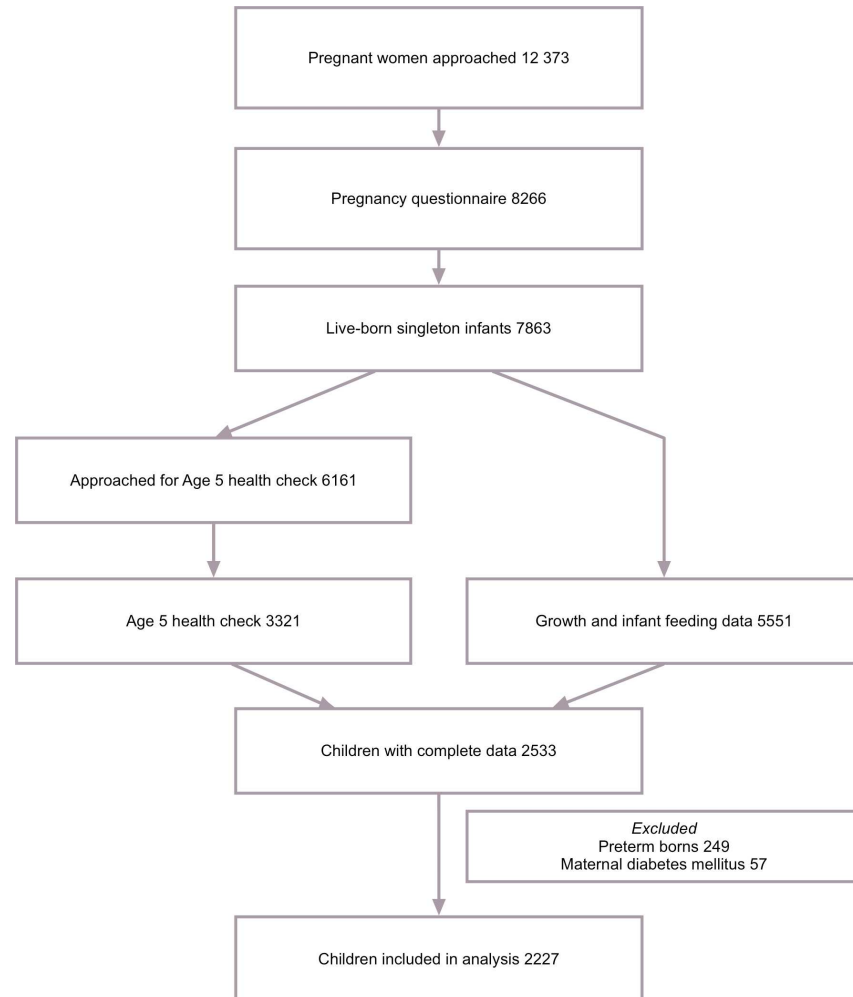 Pregnant women approached 12 373
Pregnancy questionnaire 8266
Live-born singleton infants 7863
Approached for Age 5 health check 6161
Age 5 health check 3321
Growth and infant feeding data 5551
Children with complete data 2533
Excluded
Preterm borns 249
Maternal diabetes mellitus 57
Children included in analysis 2227